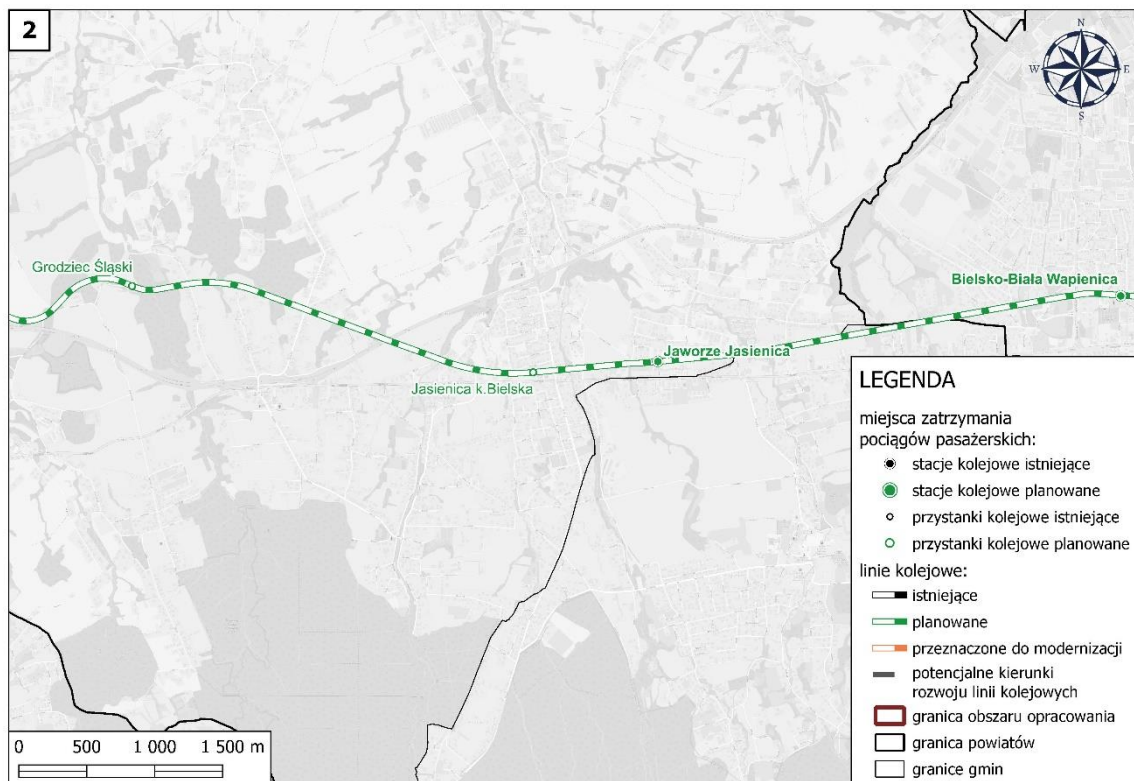 2
N
W
E
S
Grodziec Śląski
Bielsko-Biała Wapienica
Jaworze Jasienica
Jasienica k.Bielska
LEGENDA
miejsca zatrzymania
pociągów pasażerskich:
stacje kolejowe istniejące
stacje kolejowe planowane
przystanki kolejowe istniejące
przystanki kolejowe planowane
linie kolejowe:
istniejące
planowane
przeznaczone do modernizacji
potencjalne kierunki
rozwoju linii kolejowych
granica obszaru opracowania
granica powiatów
granice gmin
0 500 1 000 1 500 m